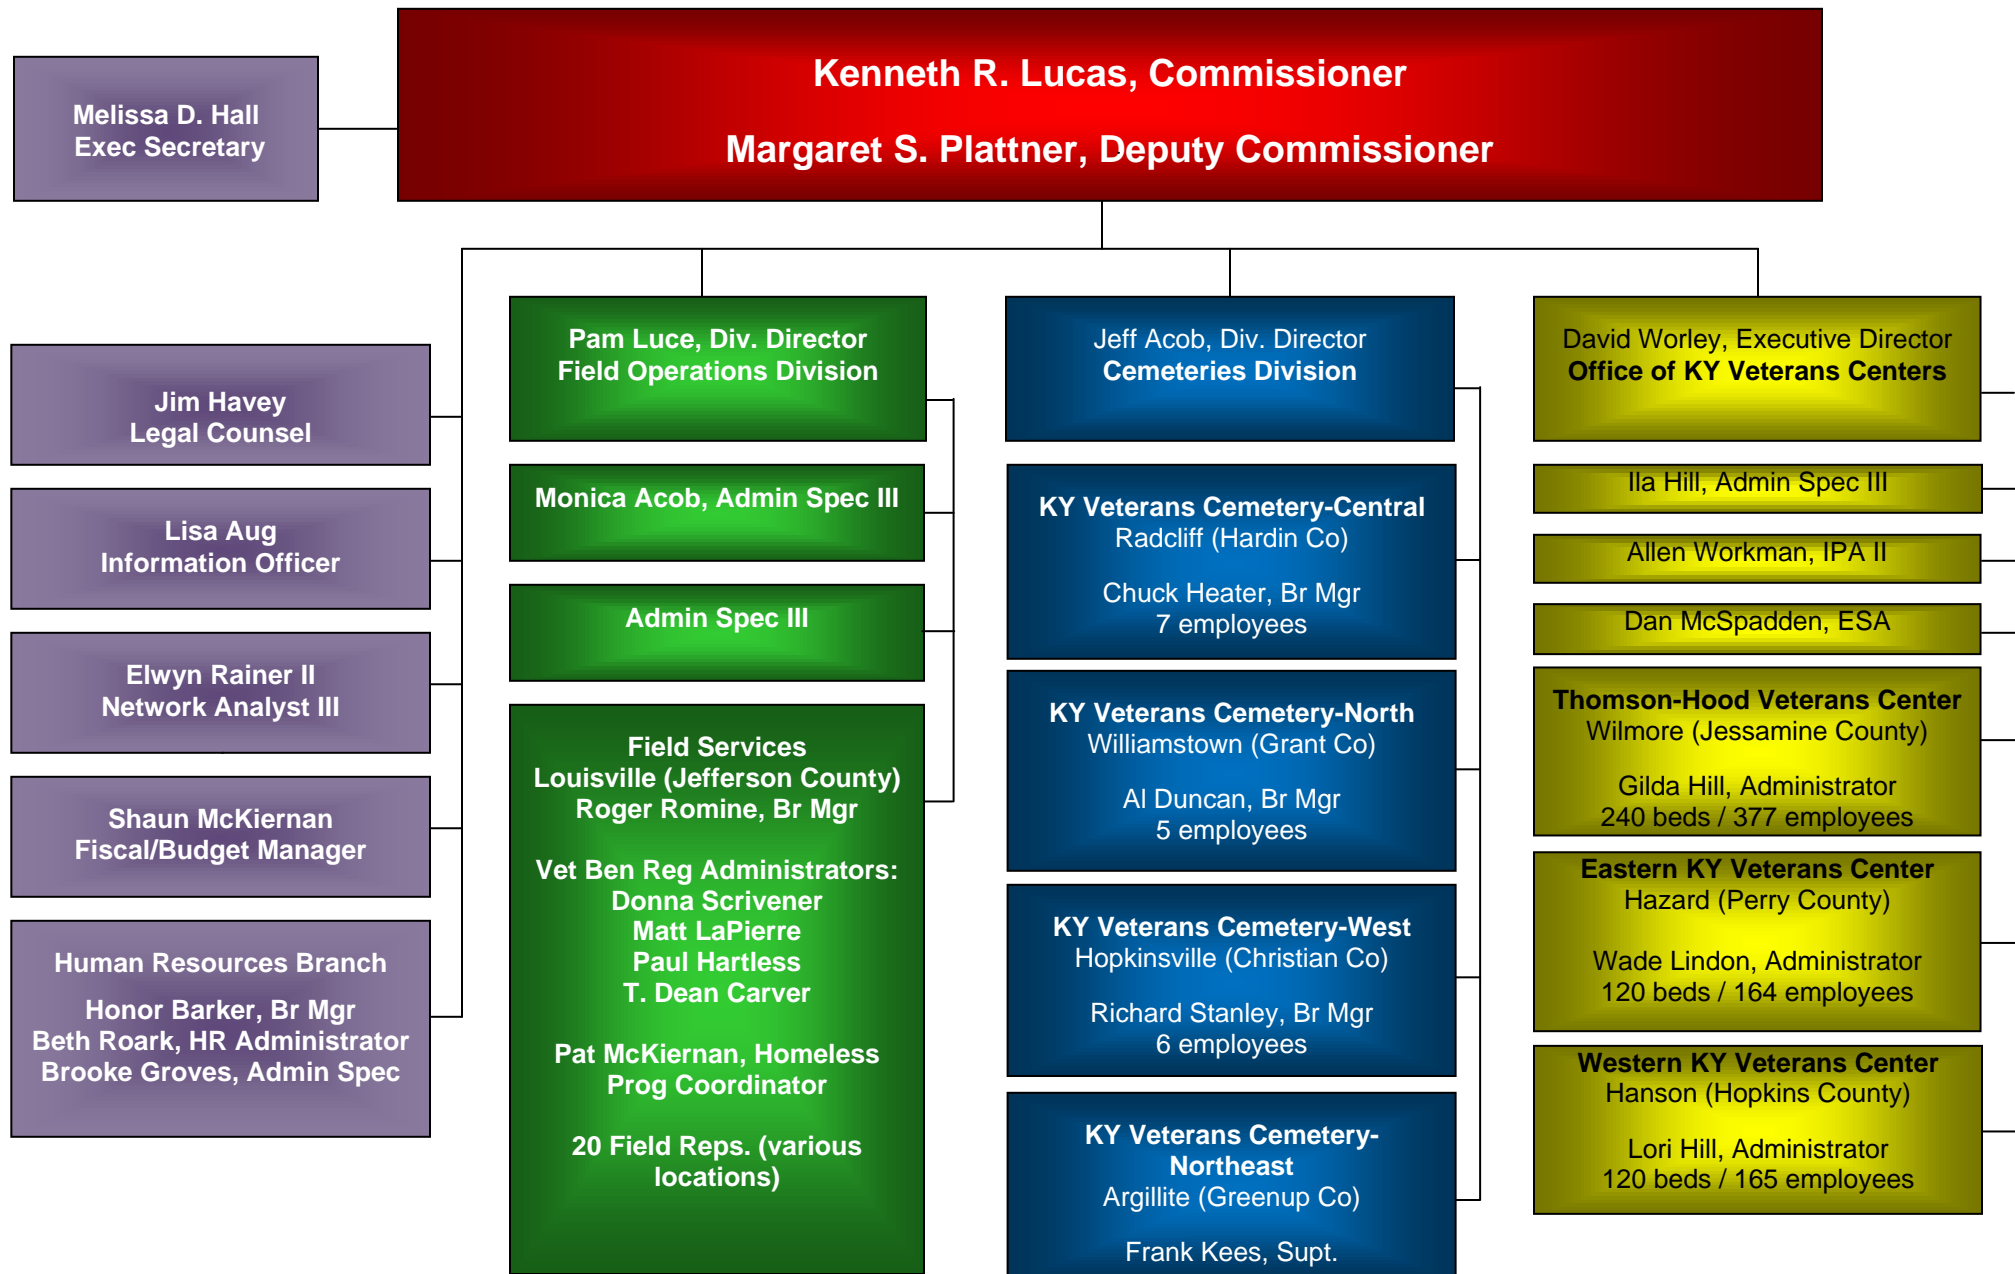 Kenneth R. Lucas, Commissioner
Margaret S. Plattner, Deputy Commissioner
Melissa D. Hall
Exec Secretary
Jim Havey
Legal Counsel
Lisa Aug
Information Officer
Elwyn Rainer II
Network Analyst III
Shaun McKiernan
Fiscal/Budget Manager
Human Resources Branch
Honor Barker, Br Mgr
Beth Roark, HR Administrator
Brooke Groves, Admin Spec
Pam Luce, Div. Director
Field Operations Division
Monica Acob, Admin Spec III
Admin Spec III
Field Services
Louisville (Jefferson County)
Roger Romine, Br Mgr
Vet Ben Reg Administrators:
Donna Scrivener
Matt LaPierre
Paul Hartless
T. Dean Carver
Pat McKiernan, Homeless
Prog Coordinator
20 Field Reps. (various
locations)
Jeff Acob, Div. Director
Cemeteries Division
KY Veterans Cemetery-Central
Radcliff (Hardin Co)
Chuck Heater, Br Mgr
7 employees
KY Veterans Cemetery-North
Williamstown (Grant Co)
Al Duncan, Br Mgr
5 employees
KY Veterans Cemetery-West
Hopkinsville (Christian Co)
Richard Stanley, Br Mgr
6 employees
KY Veterans Cemetery-
Northeast
Argillite (Greenup Co)
Frank Kees, Supt.
David Worley, Executive Director
Office of KY Veterans Centers
Ila Hill, Admin Spec III
Allen Workman, IPA II
Dan McSpadden, ESA
Thomson-Hood Veterans Center
Wilmore (Jessamine County)
Gilda Hill, Administrator
240 beds / 377 employees
Eastern KY Veterans Center
Hazard (Perry County)
Wade Lindon, Administrator
120 beds / 164 employees
Western KY Veterans Center
Hanson (Hopkins County)
Lori Hill, Administrator
120 beds / 165 employees